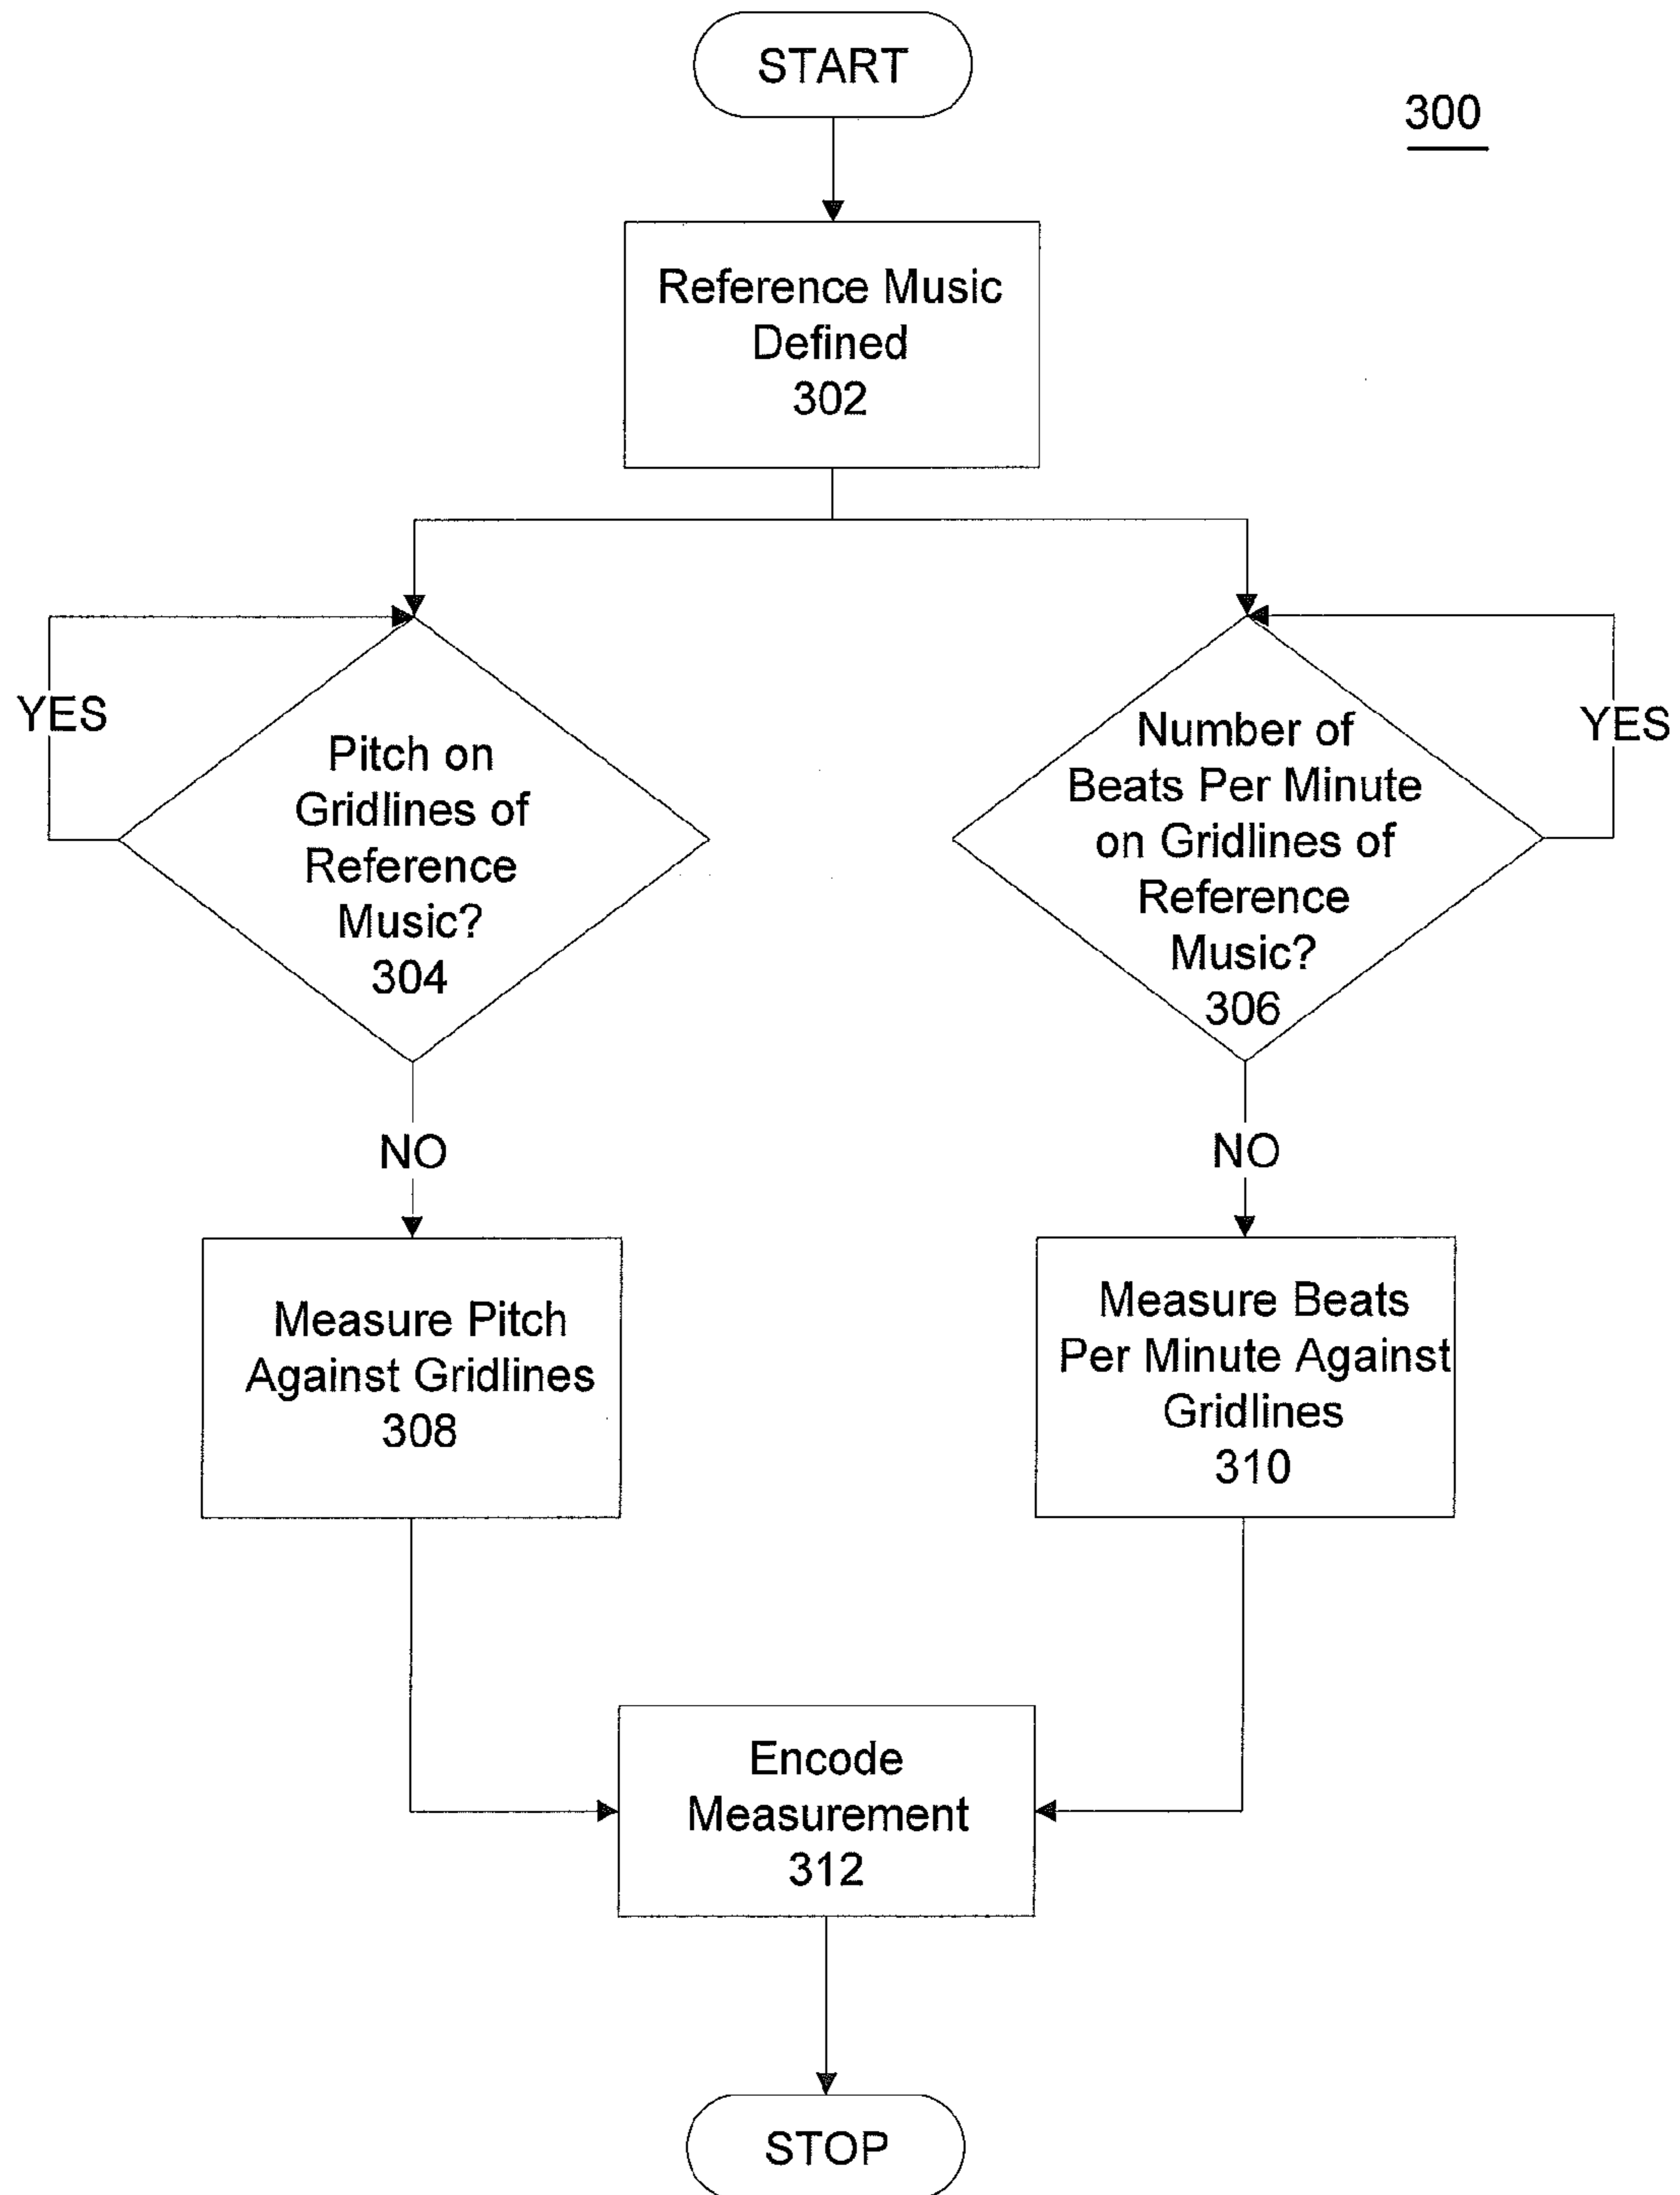 START
300
Reference Music
Defined
302
YES
Pitch on
Gridlines of
Reference
Music?
304
Number of
Beats Per Minute
on Gridlines of
Reference
Music?
306
YES
NO
NO
Measure Pitch
Against Gridlines
308
Measure Beats
Per Minute Against
Gridlines
310
Encode
Measurement
312
STOP